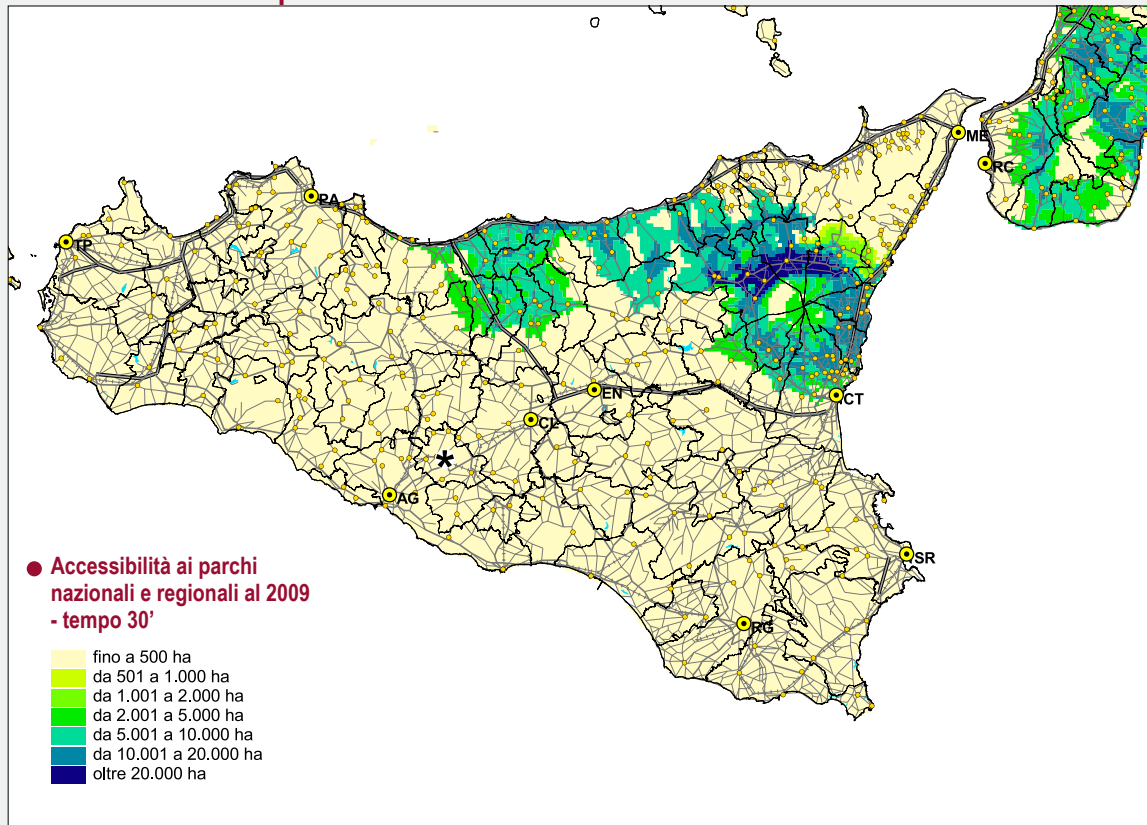 ME
RC
PA
TP
EN
CL
CT
AG
SR
RG
*
● Accessibilità ai parchi
nazionali e regionali al 2009
- tempo 30’
fino a 500 ha
da 501 a 1.000 ha
da 1.001 a 2.000 ha
da 2.001 a 5.000 ha
da 5.001 a 10.000 ha
da 10.001 a 20.000 ha
oltre 20.000 ha